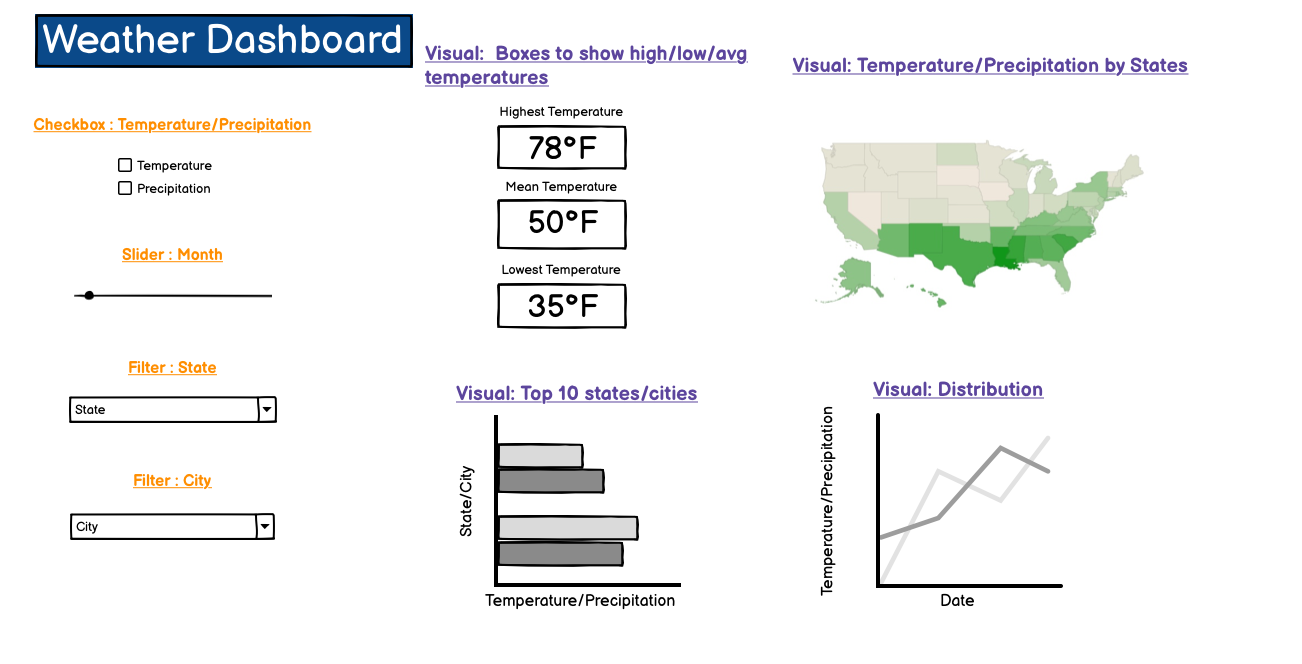 Weather Dashboard
Checkbox : Temperature/Precipitation
Temperature
Precipitation
Slider : Month
Filter : State
State
Filter : City
City
Visual:  Boxes to show high/low/avg
temperatures
Highest Temperature
78°F
Mean Temperature
50°F
Lowest Temperature
35°F
Visual: Temperature/Precipitation by States
Visual: Top 10 states/cities
State/City
Temperature/Precipitation
Visual: Distribution
Temperature/Precipitation
Date